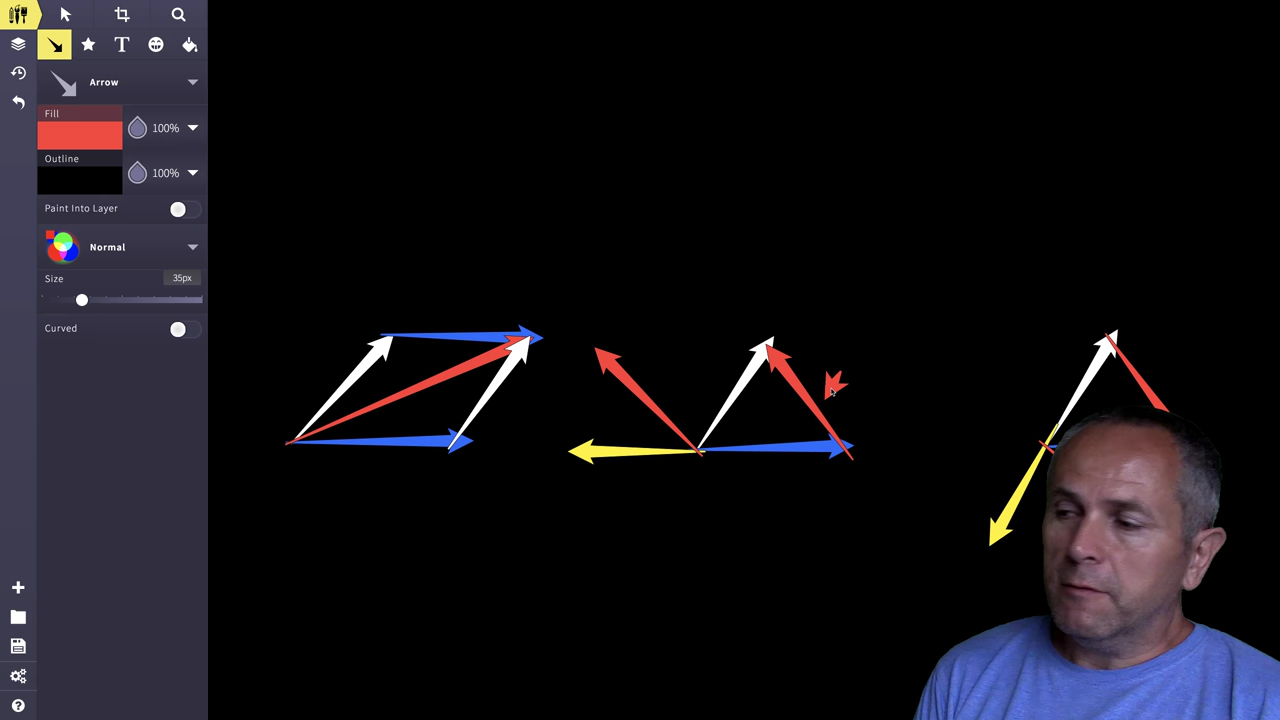 T
Arrow
Fill
100%
Outline
100%
Paint Into Layer
Normal
Size
35px
Curved